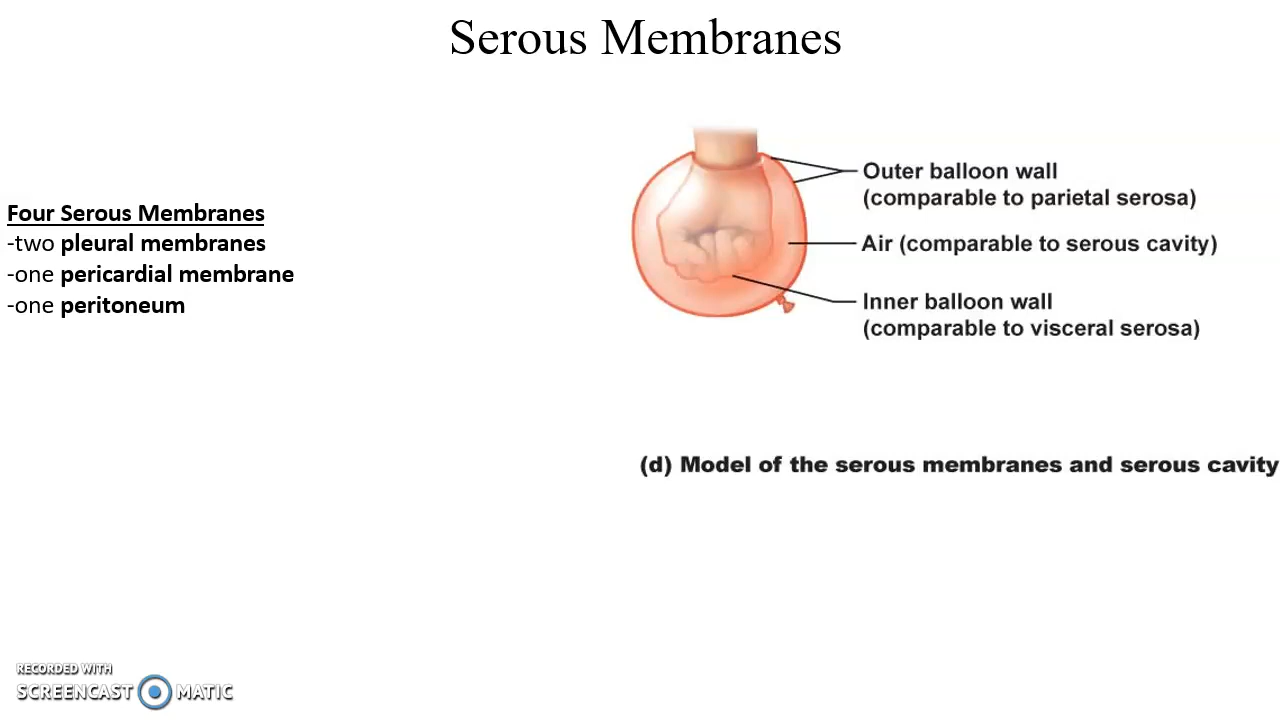 Serous Membranes
Four Serous Membranes
-two pleural membranes
-one pericardial membrane
-one peritoneum
Outer balloon wall
(comparable to parietal serosa)
Air (comparable to serous cavity)
Inner balloon wall
(comparable to visceral serosa)
(d) Model of the serous membranes and serous cavity
RECORDED WITH
SCREENCAST MATIC